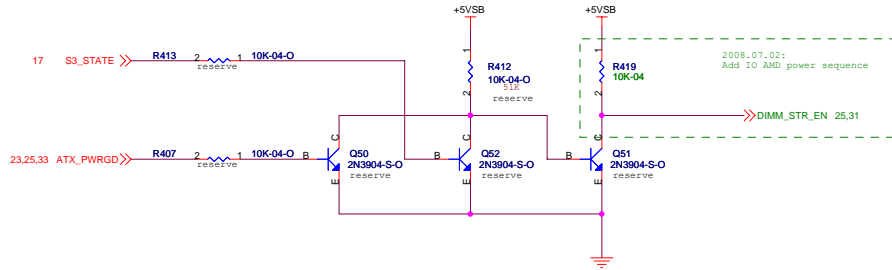 +5VSB
+5VSB
17 S3_STATE R413 2 1 10K-04-O
reserve
1
R412
10K-04-O
51K
reserve
2
1
R419
10K-04
2
2008.07.02:
Add IO AMD power sequence
DIMM_STR_EN 25,31
23,25,33 ATX_PWRGD R407 2 1 10K-04-O
reserve
B C E Q50
2N3904-S-O
reserve
B C E Q52
2N3904-S-O
reserve
B C E Q51
2N3904-S-O
reserve